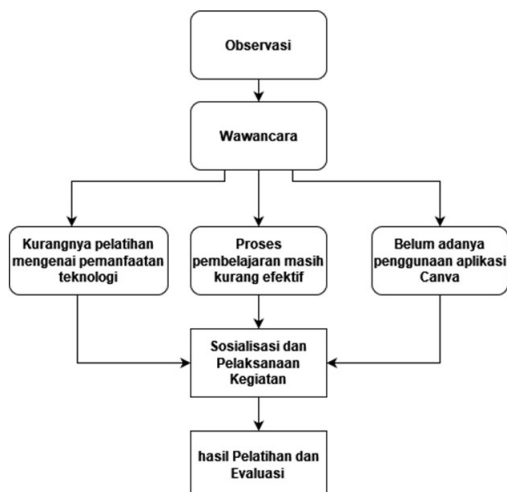 Observasi
Wawancara
Kurangnya pelatihan
mengenai pemanfaatan
teknologi
Proses
pembelajaran masih
kurang efektif
Belum adanya
penggunaan aplikasi
Canva
Sosialisasi dan
Pelaksanaan
Kegiatan
hasil Pelatihan dan
Evaluasi